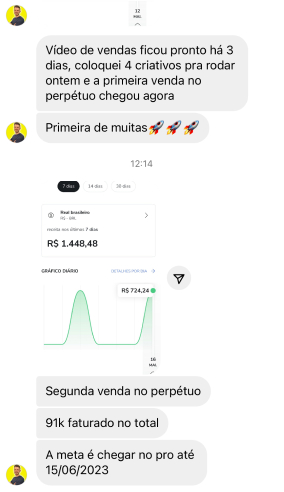 12
MAI.
Vídeo de vendas ficou pronto há 3
dias, coloquei 4 criativos pra rodar
ontem e a primeira venda no
perpétuo chegou agora
Primeira de muitas🚀🚀🚀
12:14
7 dias 14 dias 30 dias
Real brasileiro
R$ - BRL
receita nos últimos 7 dias
R$ 1.448,48
GRÁFICO DIÁRIO DETALHES POR DIA
R$ 724,24
16
MAI.
Segunda venda no perpétuo
91k faturado no total
A meta é chegar no pro até
15/06/2023